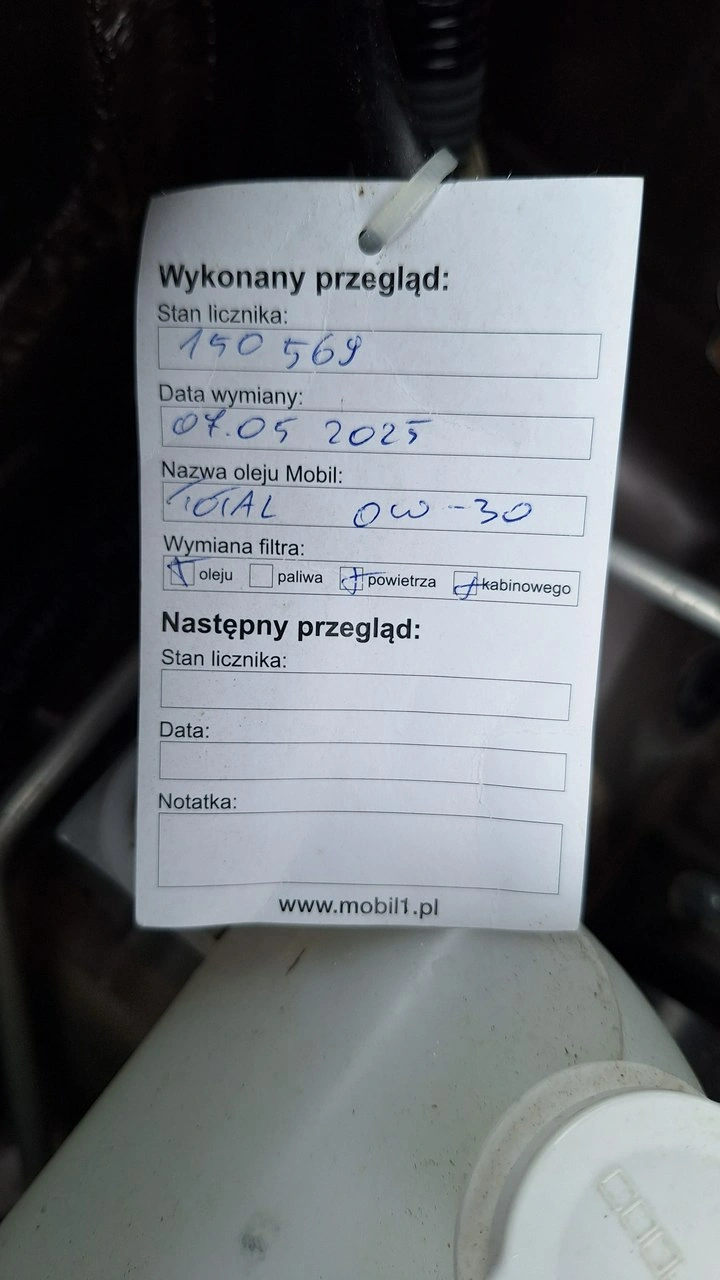 Wykonany przegląd:
Stan licznika:
150 569
Data wymiany:
07.05 2025
Nazwa oleju Mobil:
TOTAL 0W-30
Wymiana filtra:
oleju paliwa powietrza kabinowego
Następny przegląd:
Stan licznika:
Data:
Notatka:
www.mobil1.pl